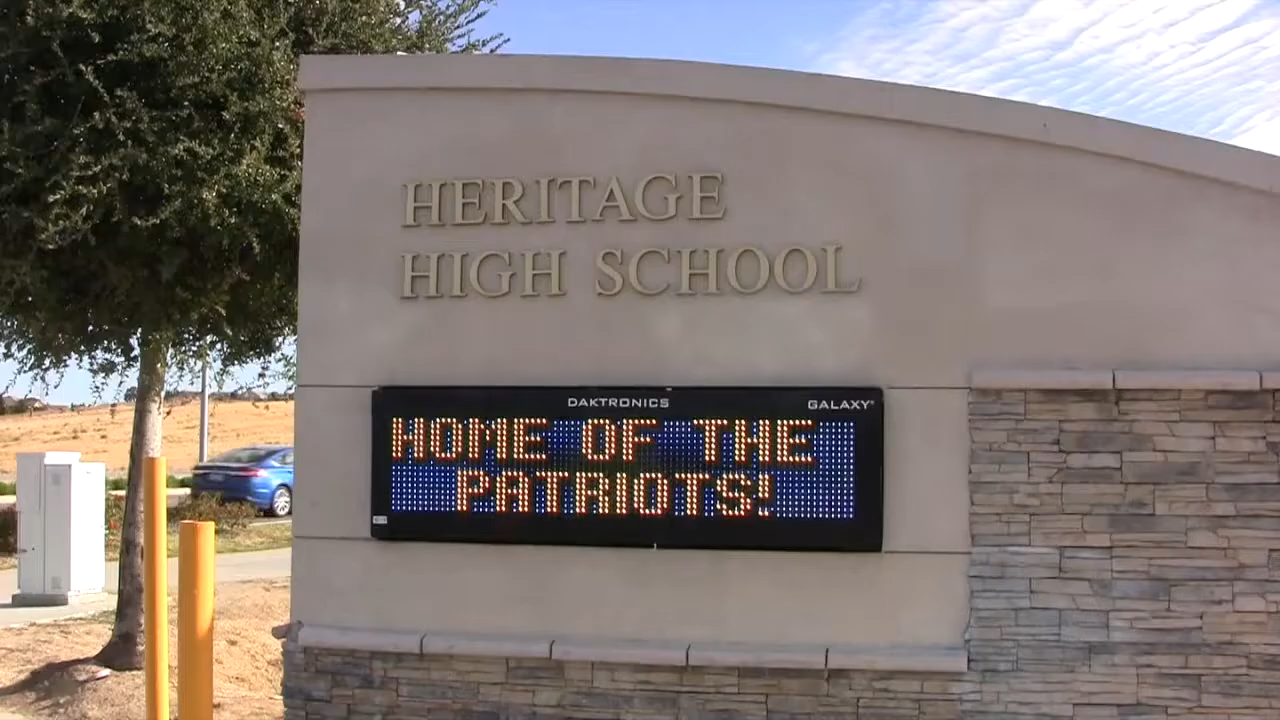 HERITAGE
HIGH SCHOOL
DAKTRONICS GALAXY®
HOME OF THE
PATRIOTS!